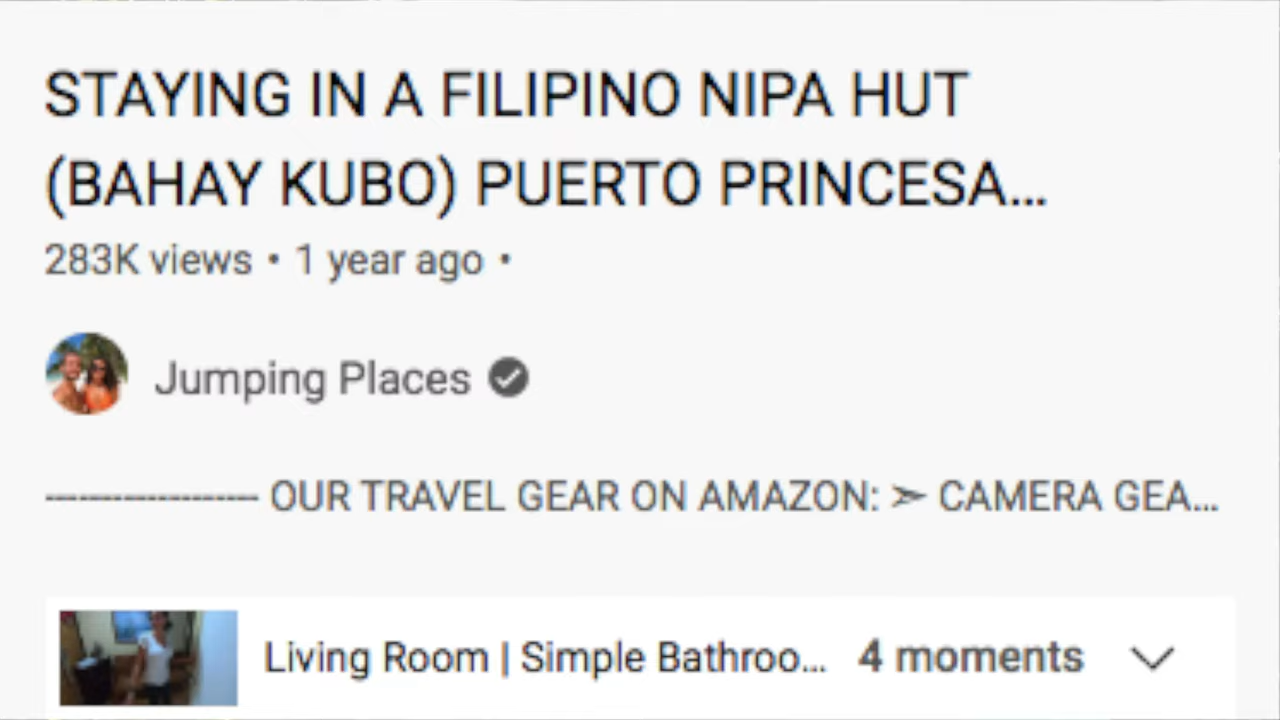 STAYING IN A FILIPINO NIPA HUT
(BAHAY KUBO) PUERTO PRINCESA...
283K views • 1 year ago •
Jumping Places
------------------- OUR TRAVEL GEAR ON AMAZON: ➣ CAMERA GEA...
Living Room | Simple Bathroo... 4 moments